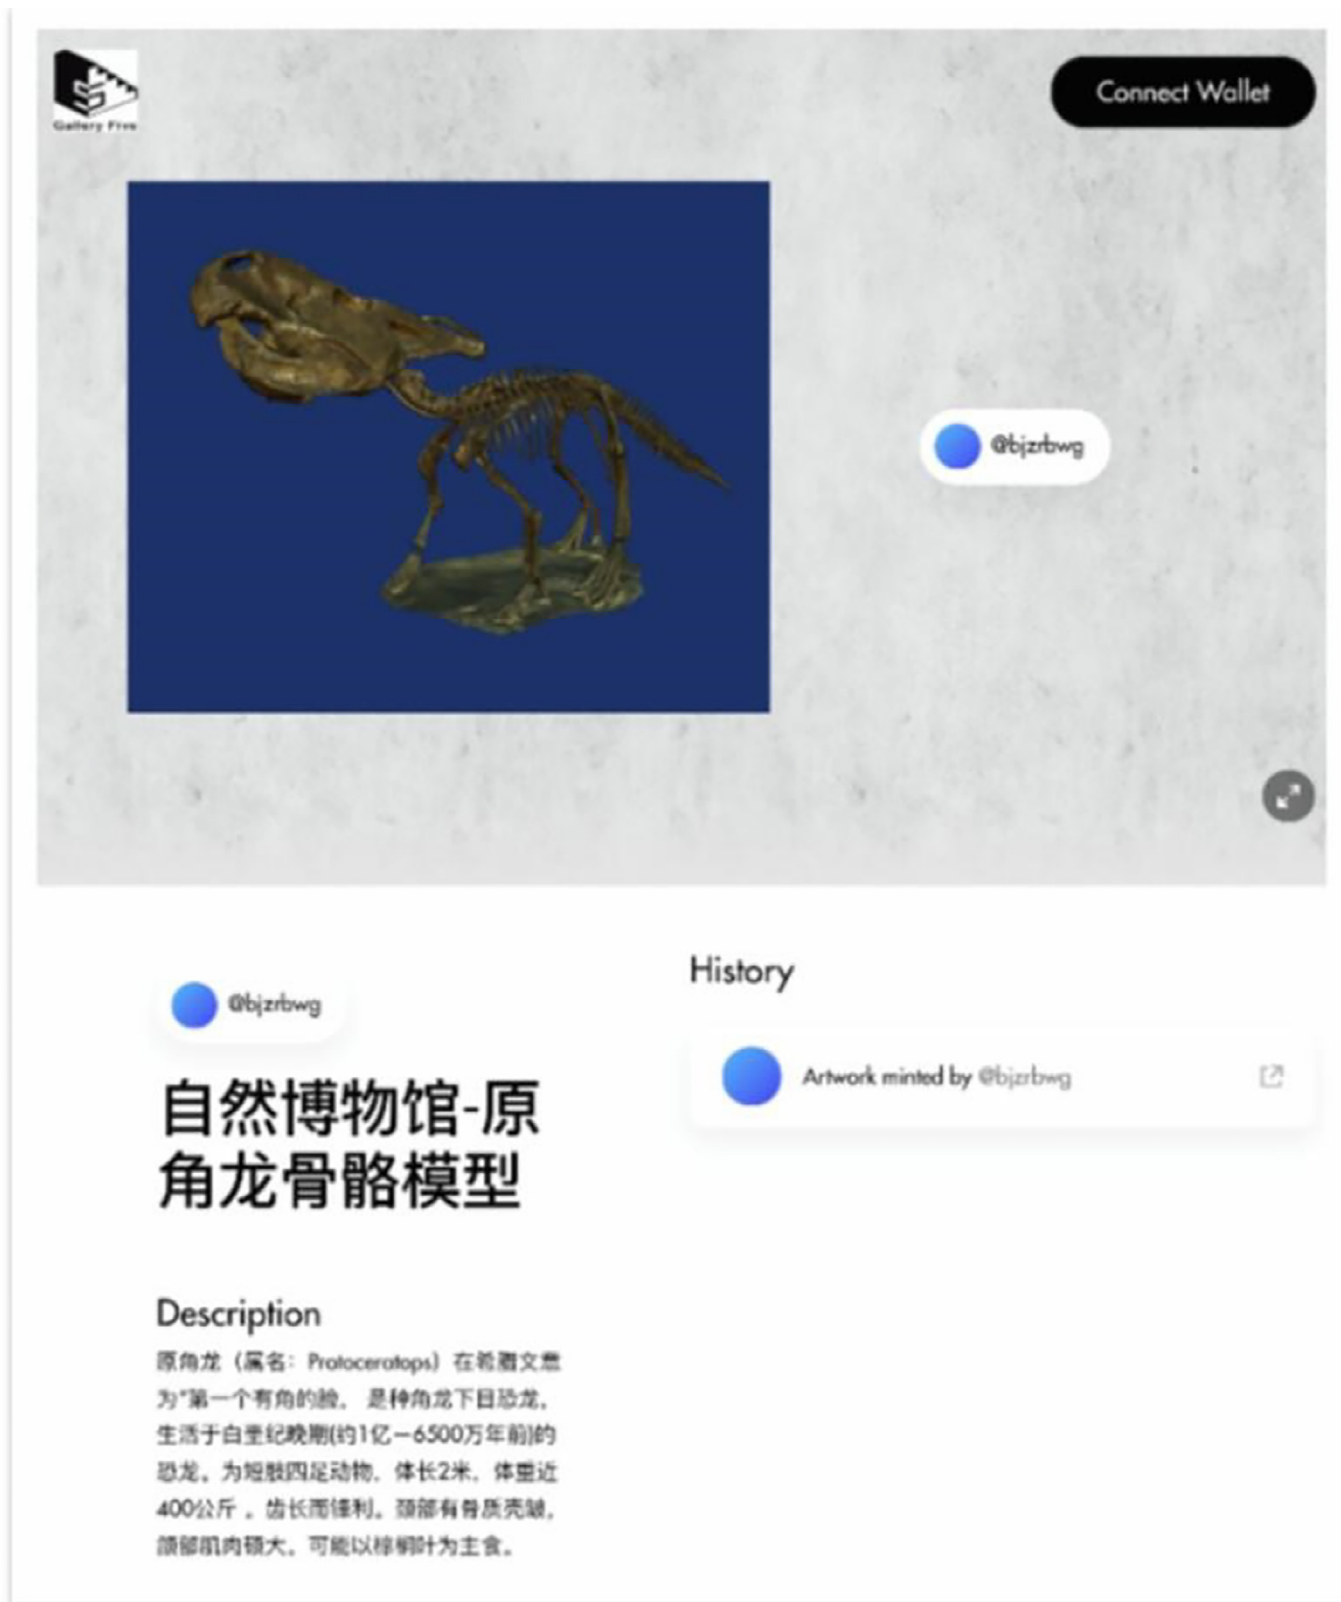 Gallery Five
Connect Wallet
@bjzrbwg
@bjzrbwg
自然博物馆-原
角龙骨骼模型
Description
原角龙（属名：Protoceratops）在希腊文意
为“第一个有角的脸， 是种角龙下目恐龙，
生活于白垩纪晚期(约1亿—6500万年前)的
恐龙。为短肢四足动物，体长2米，体重近
400公斤 。齿长而锋利。颈部有骨质壳皱，
颌部肌肉硕大。可能以棕榈叶为主食。
History
Artwork minted by @bjzrbwg